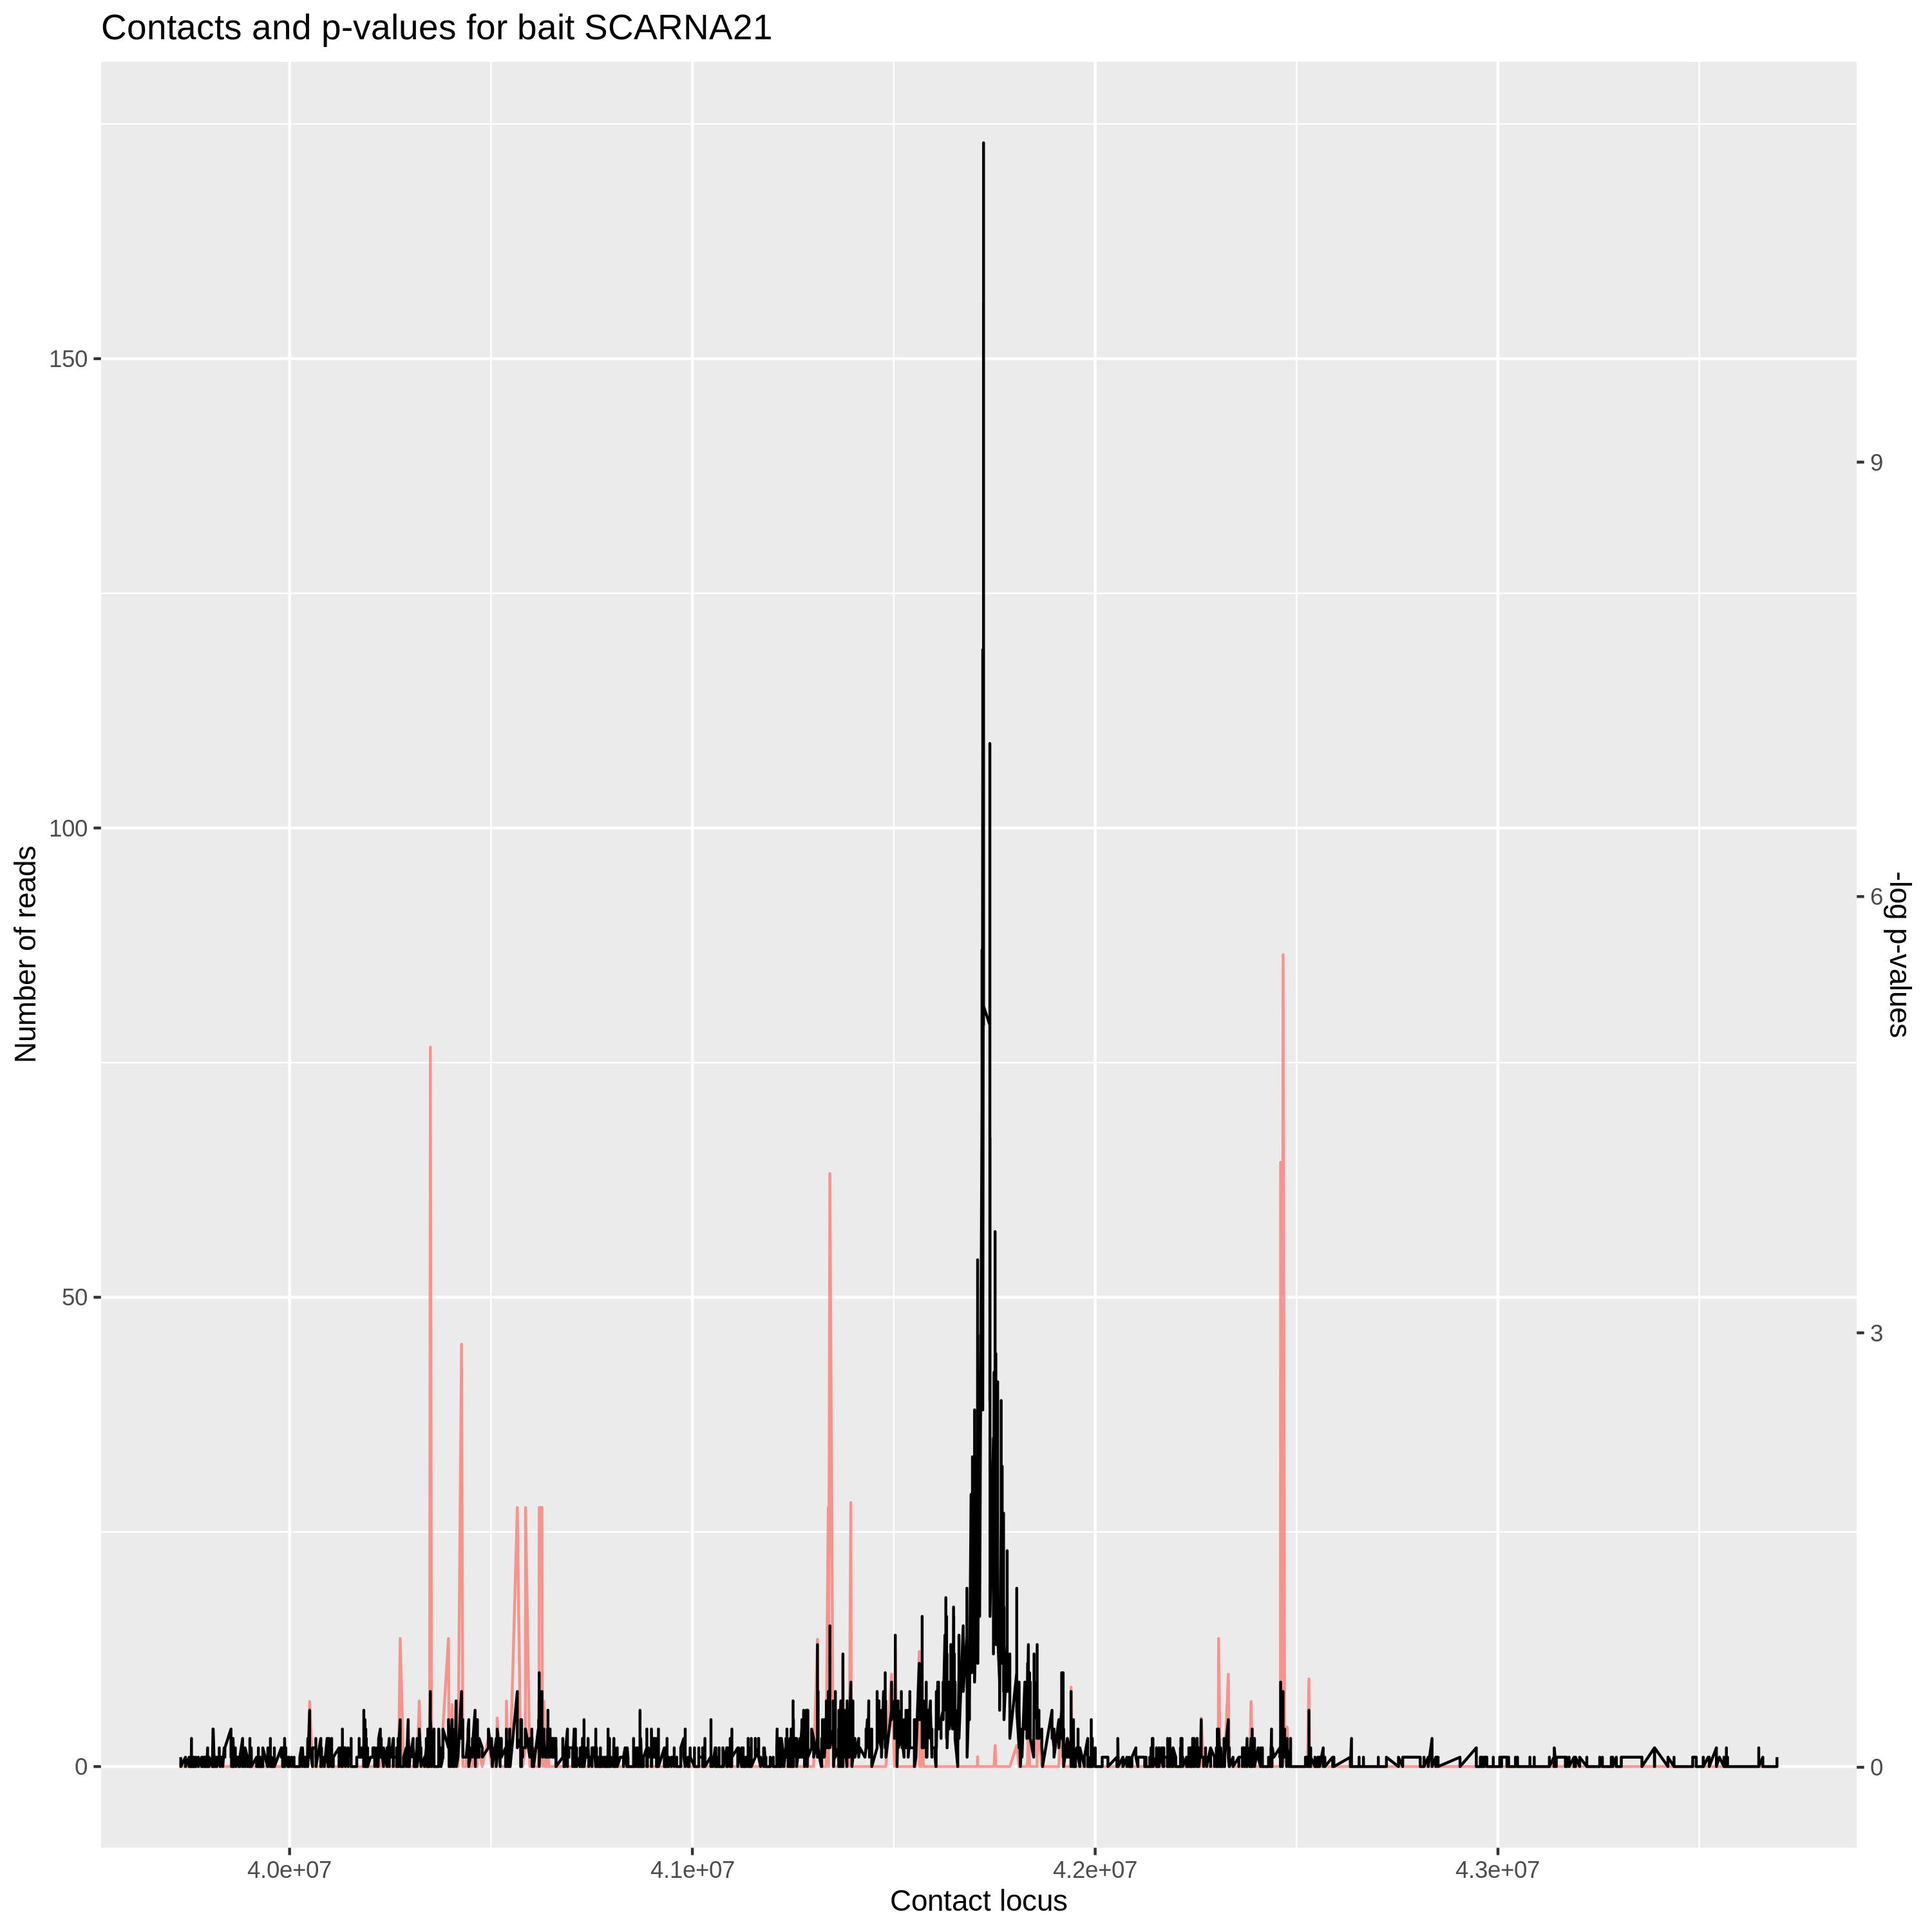 Contacts and p-values for bait SCARNA21
Number of reads
150
100
50
0
9
6
3
0
-log p-values
4.0e+07
4.1e+07
4.2e+07
4.3e+07
Contact locus